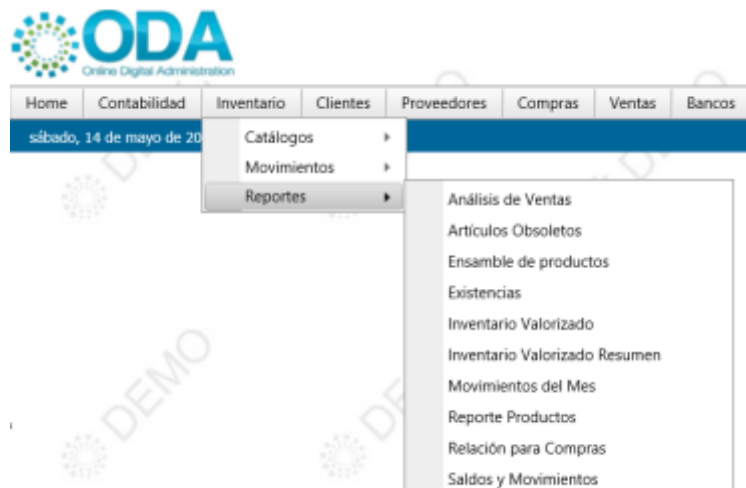 ODA
Online Digital Administration
Home Contabilidad Inventario Clientes Proveedores Compras Ventas Bancos
sábado, 14 de mayo de 20
Catálogos
Movimientos
Reportes
Análisis de Ventas
Artículos Obsoletos
Ensamble de productos
Existencias
Inventario Valorizado
Inventario Valorizado Resumen
Movimientos del Mes
Reporte Productos
Relación para Compras
Saldos y Movimientos
DEMO
DEMO